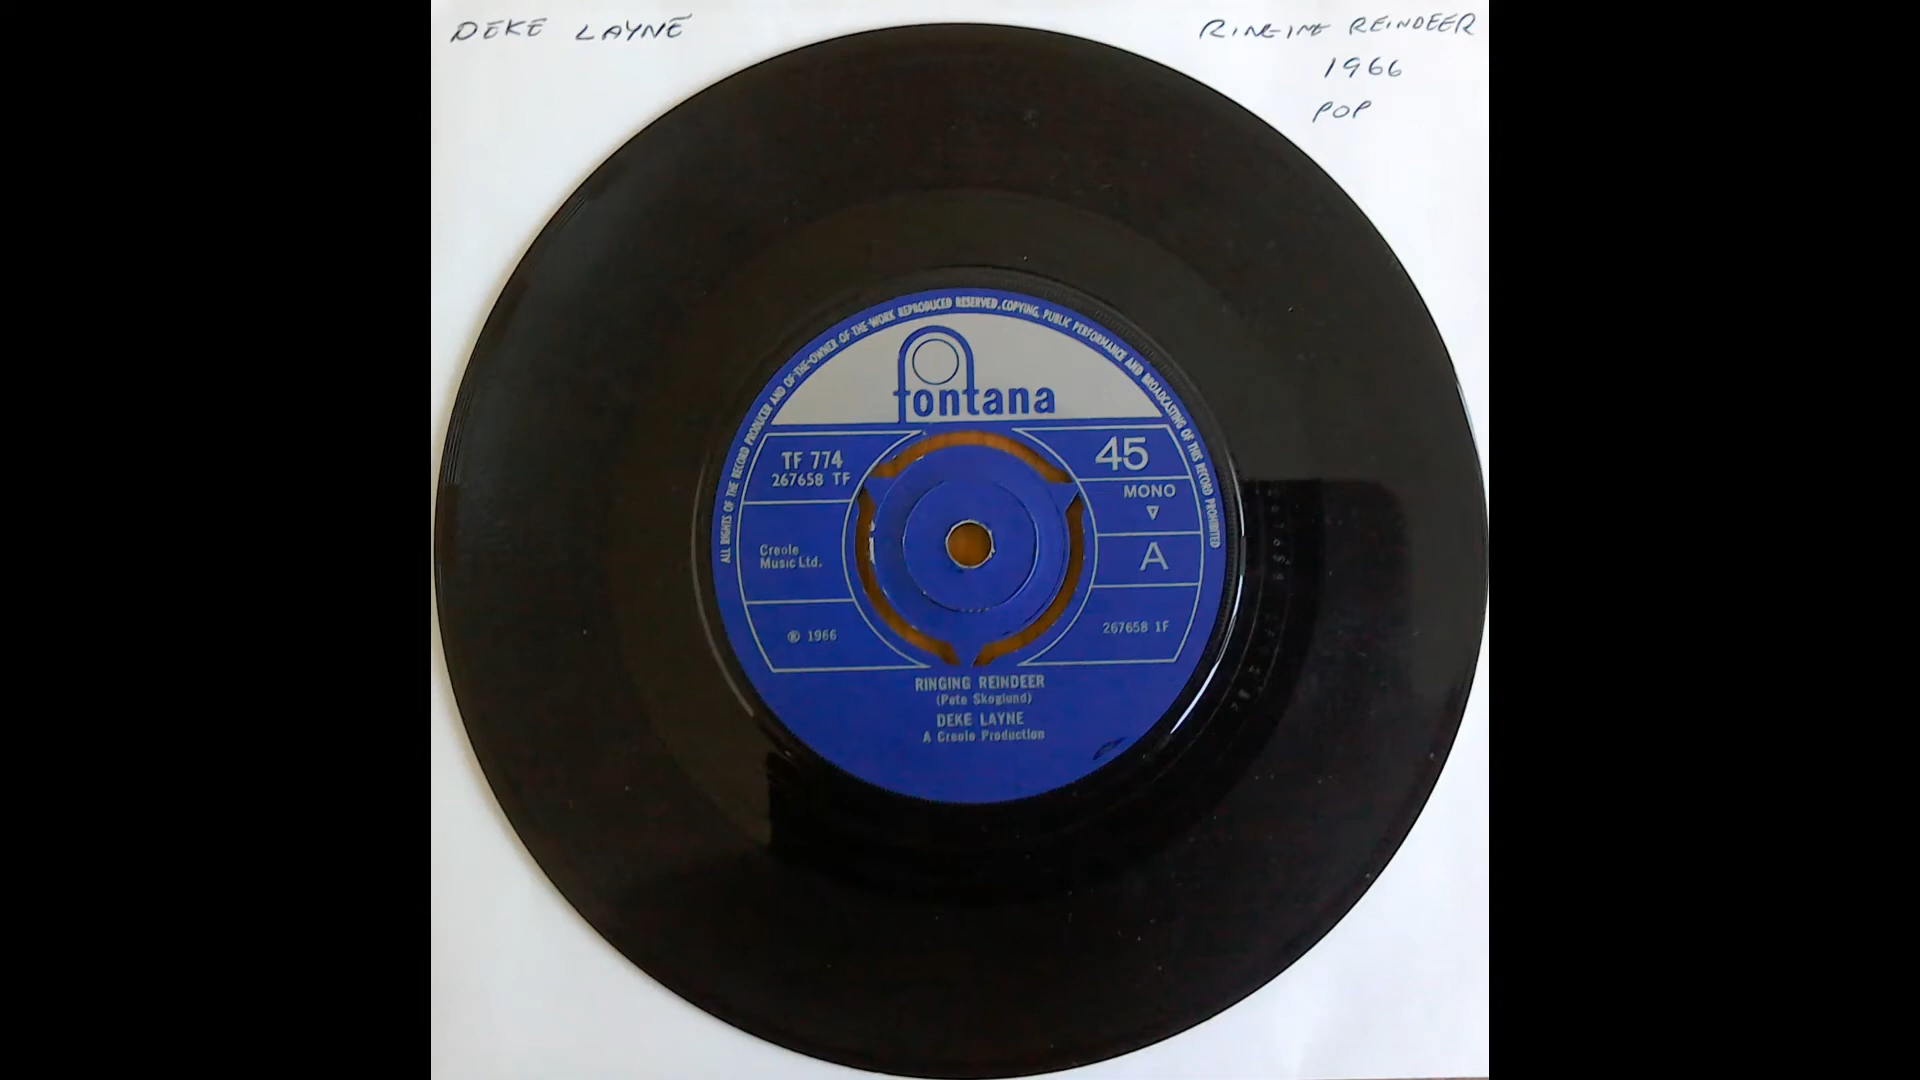 DEKE LAYNE
RINGING REINDEER
1966
POP
ALL RIGHTS OF THE RECORD PRODUCER AND OF THE OWNER OF THE WORK REPRODUCED RESERVED. COPYING, PUBLIC PERFORMANCE AND BROADCASTING OF THIS RECORD PROHIBITED
fontana
TF 774
267658 TF
45
MONO
Creole
Music Ltd.
A
℗ 1966
267658 1F
RINGING REINDEER
(Pete Skoglund)
DEKE LAYNE
A Creole Production